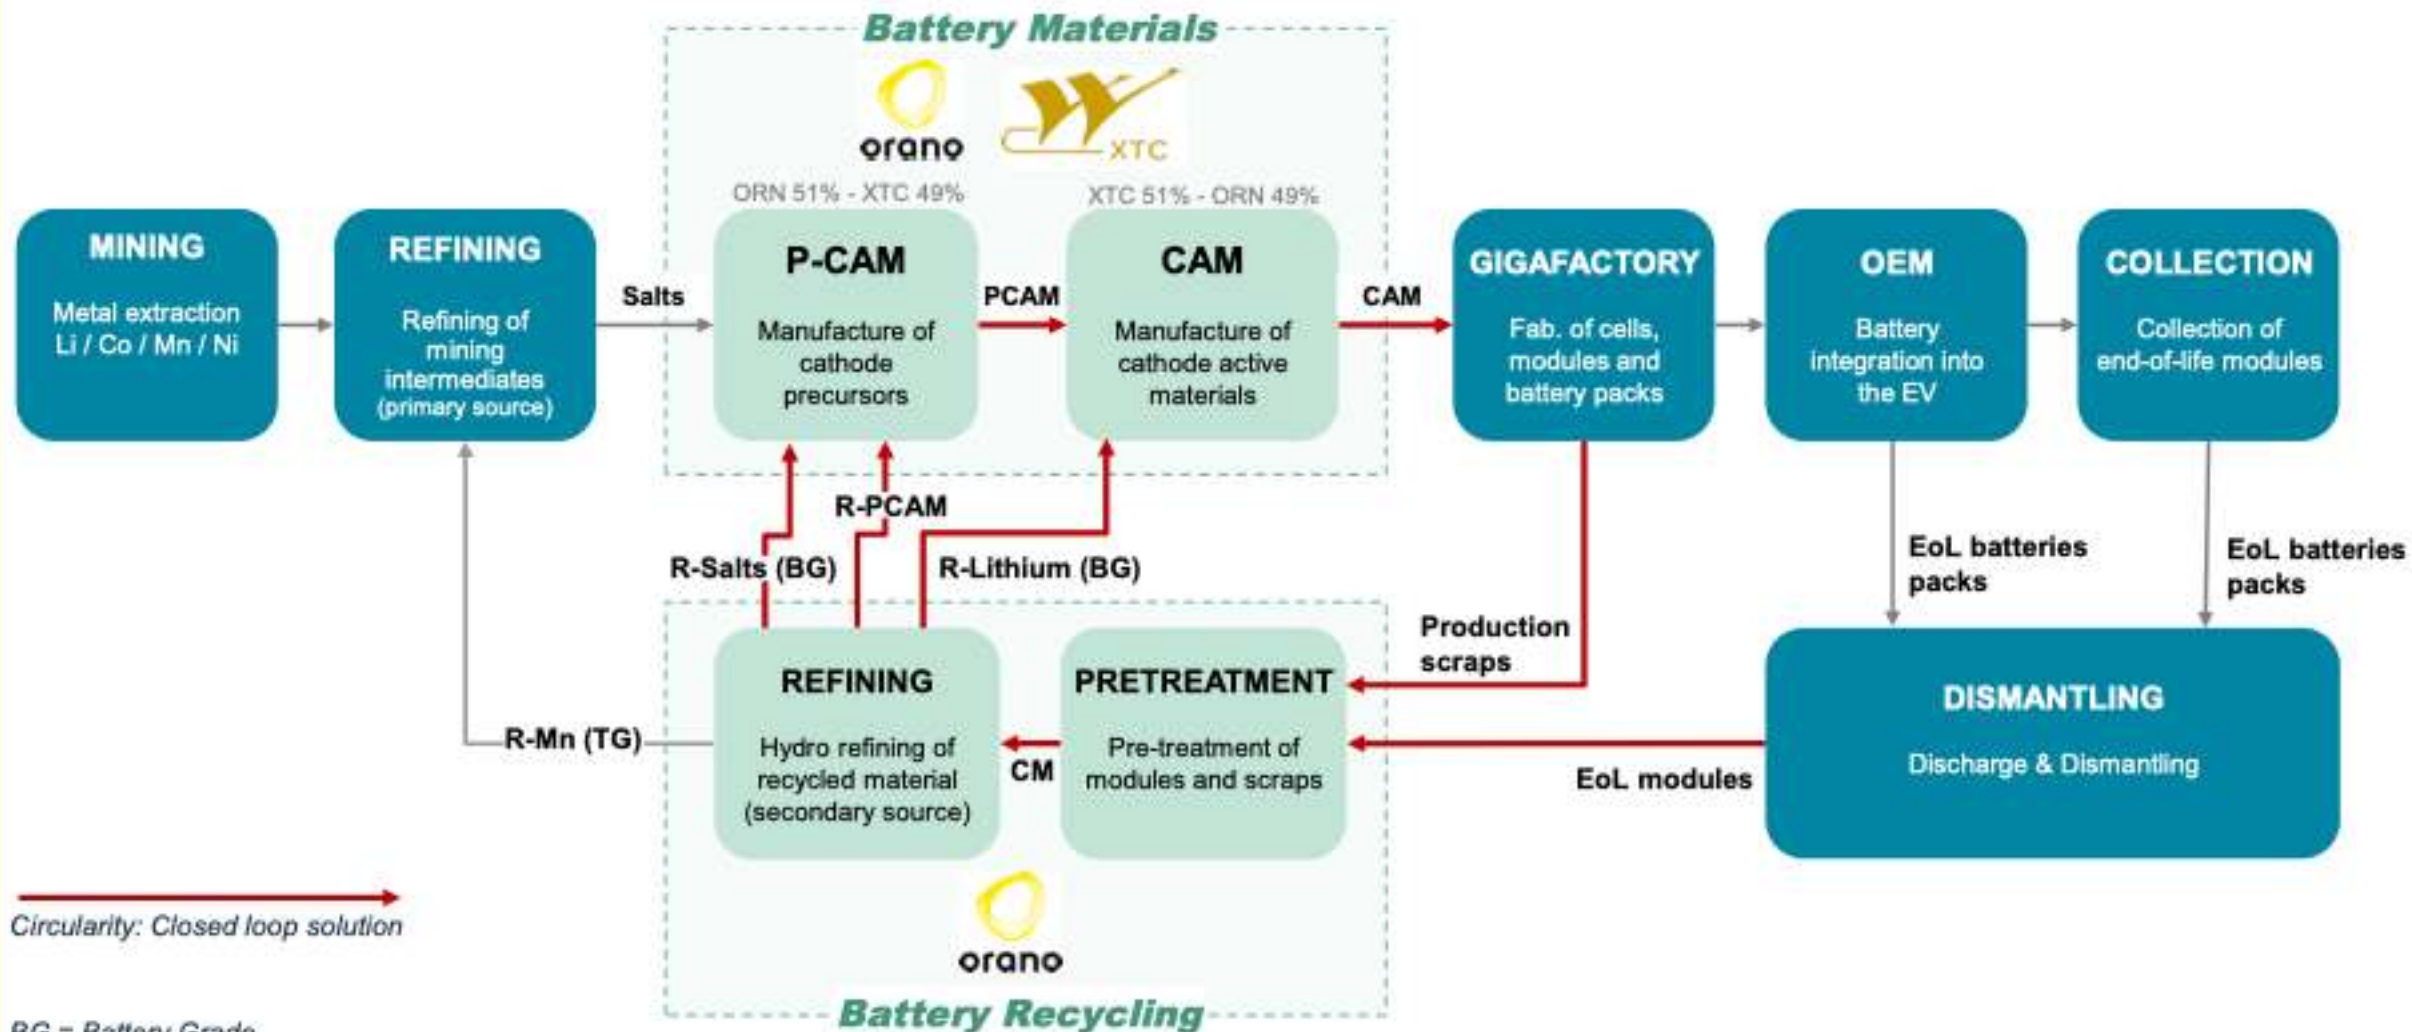 Battery Materials
orano
XTC
ORN 51% - XTC 49%
XTC 51% - ORN 49%
MINING
Metal extraction
Li / Co / Mn / Ni
REFINING
Refining of
mining
intermediates
(primary source)
Salts
P-CAM
Manufacture of
cathode
precursors
PCAM
CAM
Manufacture of
cathode active
materials
CAM
GIGAFACTORY
Fab. of cells,
modules and
battery packs
OEM
Battery
integration into
the EV
COLLECTION
Collection of
end-of-life modules
R-PCAM
R-Salts (BG)
R-Lithium (BG)
EoL batteries
packs
EoL batteries
packs
Production
scraps
R-Mn (TG)
REFINING
Hydro refining of
recycled material
(secondary source)
CM
PRETREATMENT
Pre-treatment of
modules and scraps
EoL modules
DISMANTLING
Discharge & Dismantling
Circularity: Closed loop solution
orano
Battery Recycling
BG = Battery Grade